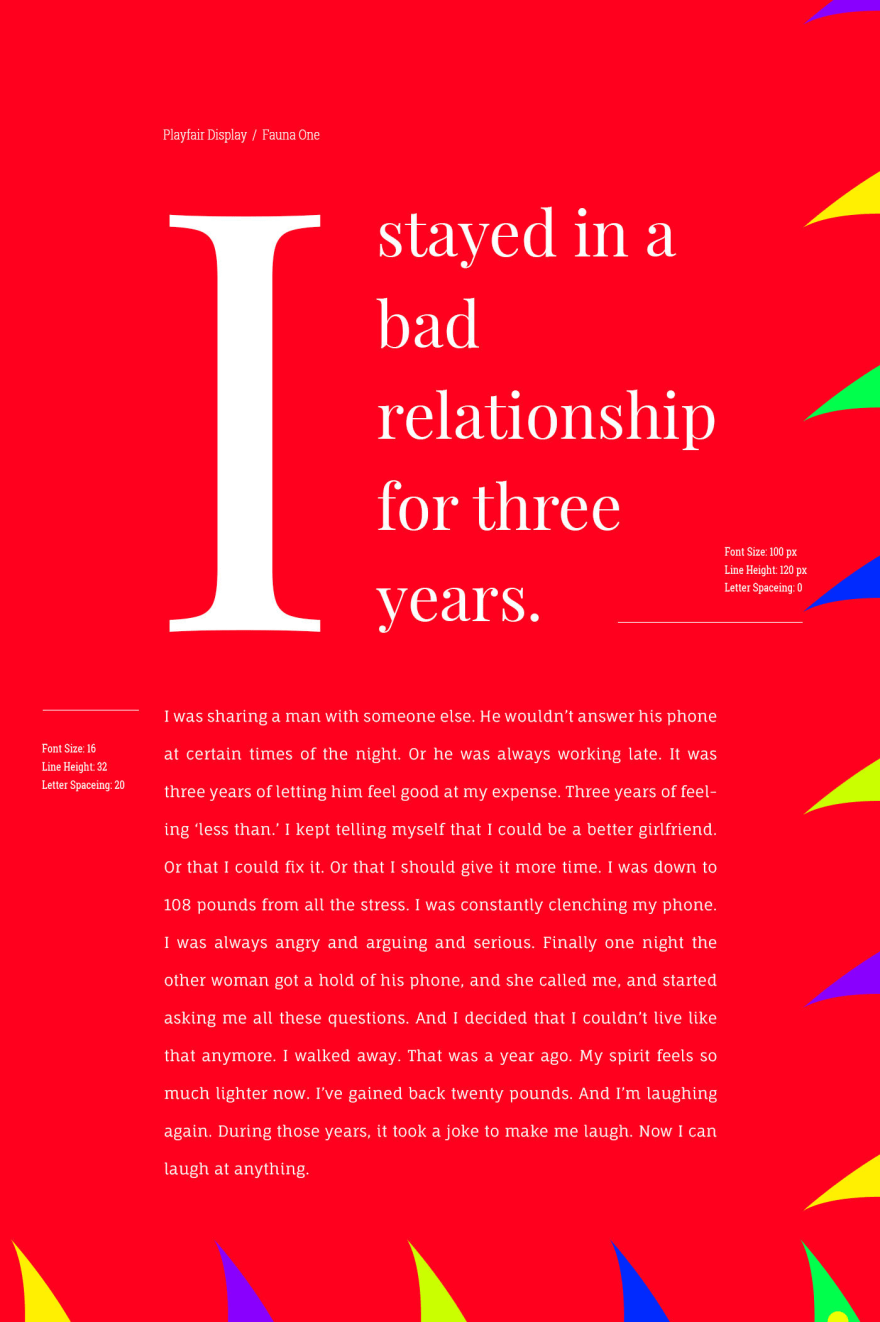 Playfair Display / Fauna One
I
stayed in a
bad
relationship
for three
years.
Font Size: 100 px
Line Height: 120 px
Letter Spaceing: 0
Font Size: 16
Line Height: 32
Letter Spaceing: 20
I was sharing a man with someone else. He wouldn’t answer his phone
at certain times of the night. Or he was always working late. It was
three years of letting him feel good at my expense. Three years of feel-
ing ‘less than.’ I kept telling myself that I could be a better girlfriend.
Or that I could fix it. Or that I should give it more time. I was down to
108 pounds from all the stress. I was constantly clenching my phone.
I was always angry and arguing and serious. Finally one night the
other woman got a hold of his phone, and she called me, and started
asking me all these questions. And I decided that I couldn’t live like
that anymore. I walked away. That was a year ago. My spirit feels so
much lighter now. I’ve gained back twenty pounds. And I’m laughing
again. During those years, it took a joke to make me laugh. Now I can
laugh at anything.